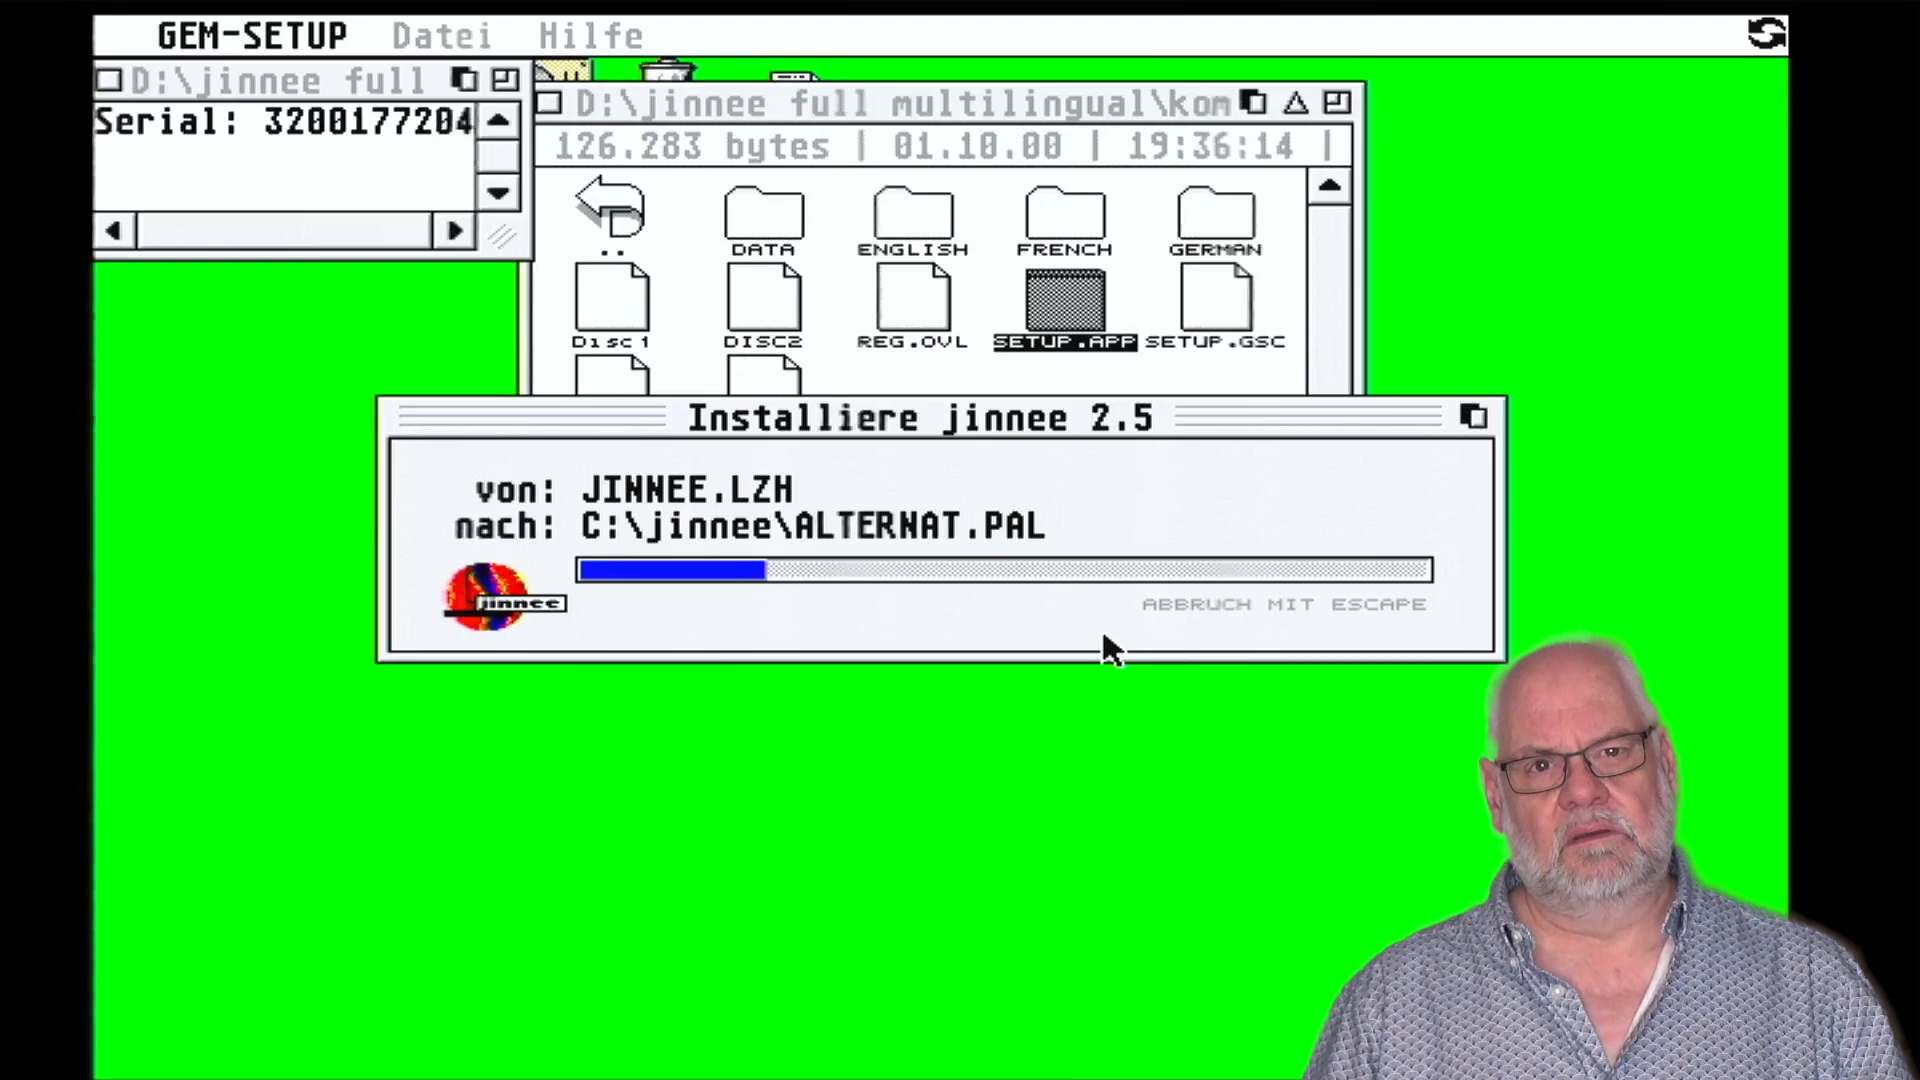 GEM-SETUP Datei Hilfe
D:\jinnee full
Serial: 3200177204
D:\jinnee full multilingual\kom
126.283 bytes | 01.10.00 | 19:36:14 |
.. DATA ENGLISH FRENCH GERMAN
Disc1 DISC2 REG.OVL SETUP.APP SETUP.GSC
Installiere jinnee 2.5
von: JINNEE.LZH
nach: C:\jinnee\ALTERNAT.PAL
jinnee
ABBRUCH MIT ESCAPE